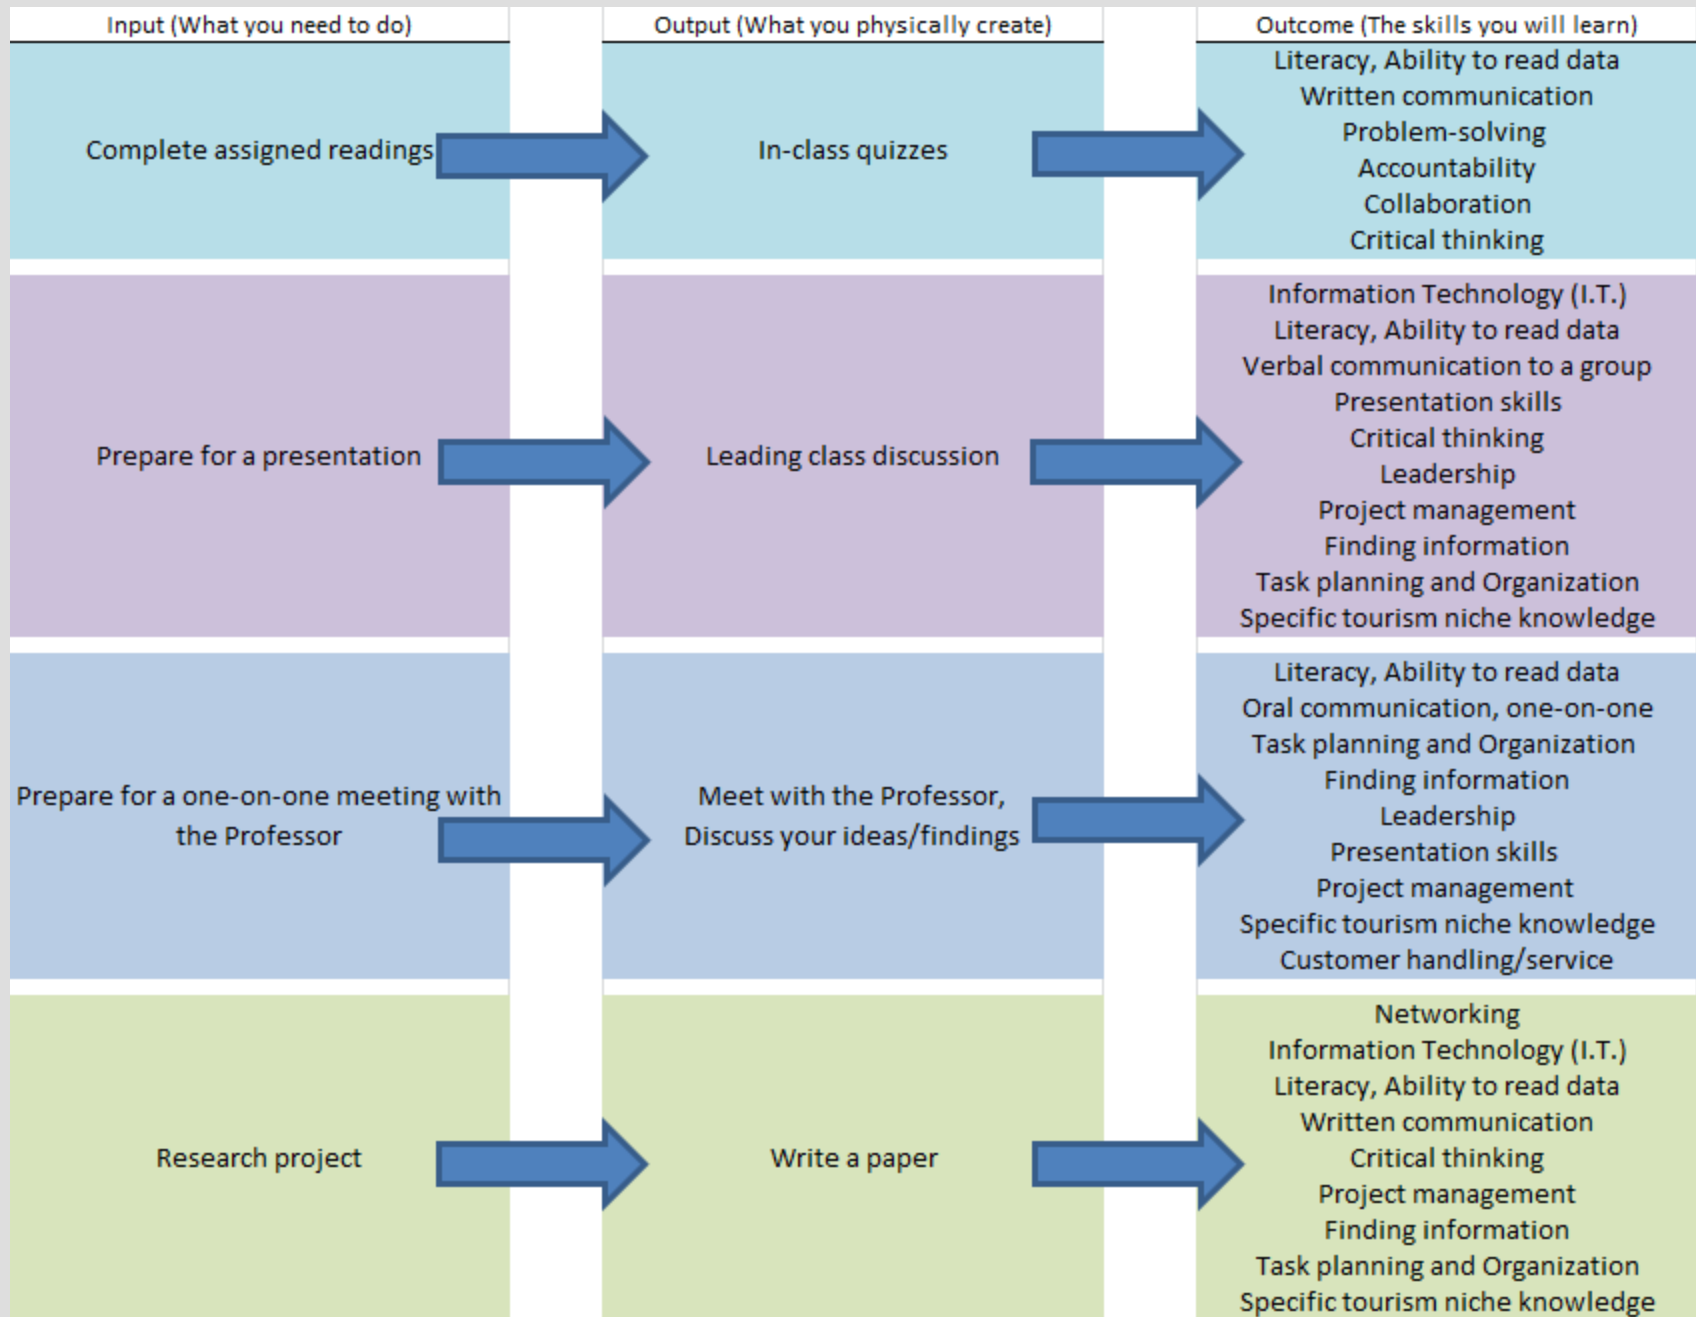 Input (What you need to do)
Output (What you physically create)
Outcome (The skills you will learn)
Complete assigned readings
In-class quizzes
Literacy, Ability to read data
Written communication
Problem-solving
Accountability
Collaboration
Critical thinking
Prepare for a presentation
Leading class discussion
Information Technology (I.T.)
Literacy, Ability to read data
Verbal communication to a group
Presentation skills
Critical thinking
Leadership
Project management
Finding information
Task planning and Organization
Specific tourism niche knowledge
Prepare for a one-on-one meeting with
the Professor
Meet with the Professor,
Discuss your ideas/findings
Literacy, Ability to read data
Oral communication, one-on-one
Task planning and Organization
Finding information
Leadership
Presentation skills
Project management
Specific tourism niche knowledge
Customer handling/service
Research project
Write a paper
Networking
Information Technology (I.T.)
Literacy, Ability to read data
Written communication
Critical thinking
Project management
Finding information
Task planning and Organization
Specific tourism niche knowledge